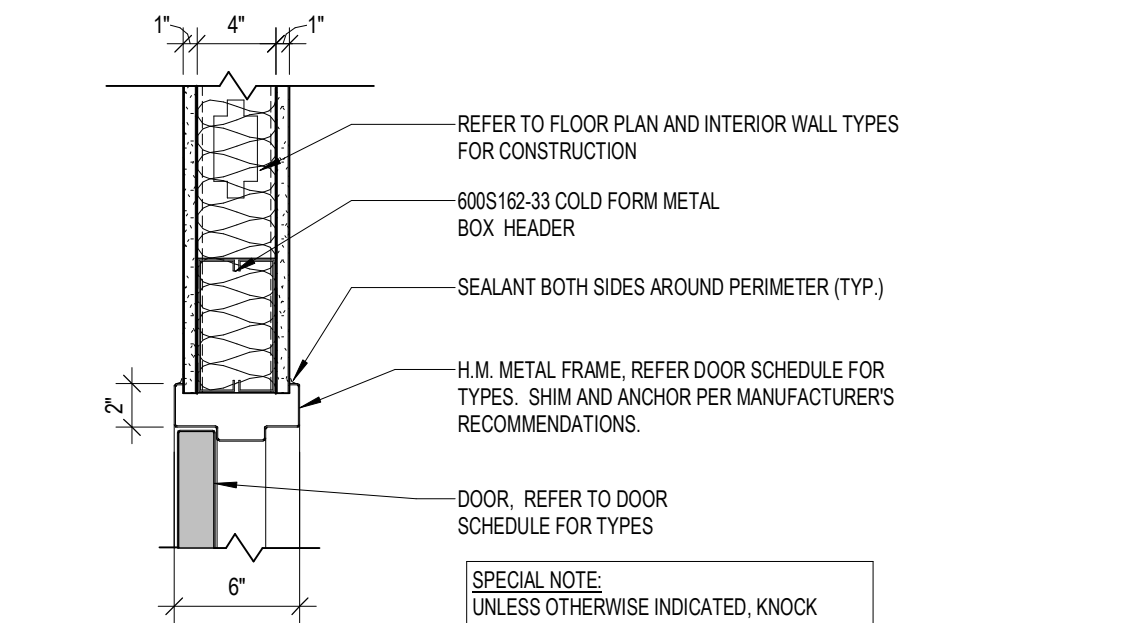 1" 4" 1"
REFER TO FLOOR PLAN AND INTERIOR WALL TYPES
FOR CONSTRUCTION
600S162-33 COLD FORM METAL
BOX HEADER
SEALANT BOTH SIDES AROUND PERIMETER (TYP.)
H.M. METAL FRAME, REFER DOOR SCHEDULE FOR
TYPES. SHIM AND ANCHOR PER MANUFACTURER'S
RECOMMENDATIONS.
2"
DOOR, REFER TO DOOR
SCHEDULE FOR TYPES
6"
SPECIAL NOTE:
UNLESS OTHERWISE INDICATED, KNOCK